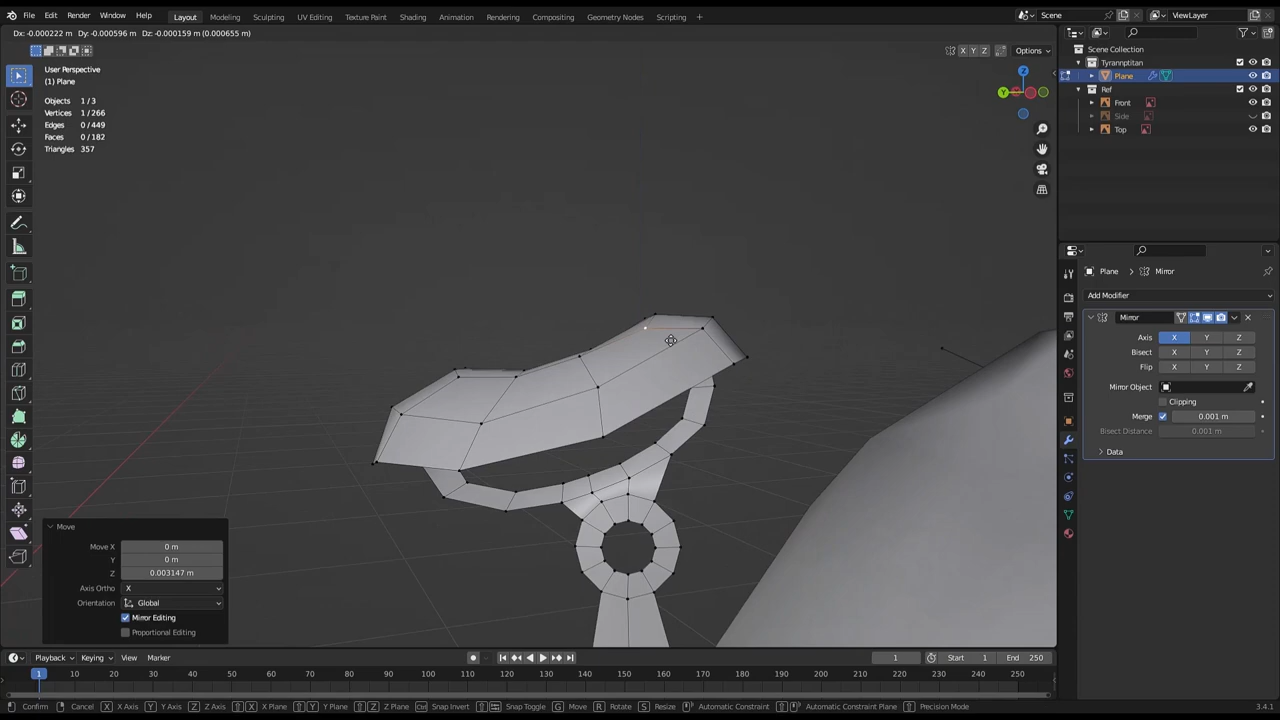 File Edit Render Window Help Layout Modeling Sculpting UV Editing Texture Paint Shading Animation Rendering Compositing Geometry Nodes Scripting + Scene ViewLayer
Dx: -0.000222 m Dy: -0.000596 m Dz: -0.000159 m (0.000655 m)
X Y Z Options
User Perspective
(1) Plane
Objects 1/3
Vertices 1/266
Edges 0/449
Faces 0/182
Triangles 357
Z
Y
Scene Collection
Tyrannptitan
Plane
Ref
Front
Side
Top
Plane Mirror
Add Modifier
Mirror
Axis X Y Z
Bisect X Y Z
Flip X Y Z
Mirror Object
Clipping
Merge 0.001 m
Bisect Distance 0.001 m
Data
Move
Move X 0 m
Y 0 m
Z 0.003147 m
Axis Ortho X
Orientation Global
Mirror Editing
Proportional Editing
Playback Keying View Marker 1 Start 1 End 250
1 10 20 30 40 50 60 70 80 90 100 110 120 130 140 150 160 170 180 190 200 210 220 230 240 250
Confirm Cancel X X Axis Y Y Axis Z Z Axis X X Plane Y Y Plane Z Z Plane Ctrl Snap Invert Snap Toggle G Move R Rotate S Resize Automatic Constraint Automatic Constraint Plane Precision Mode 3.4.1